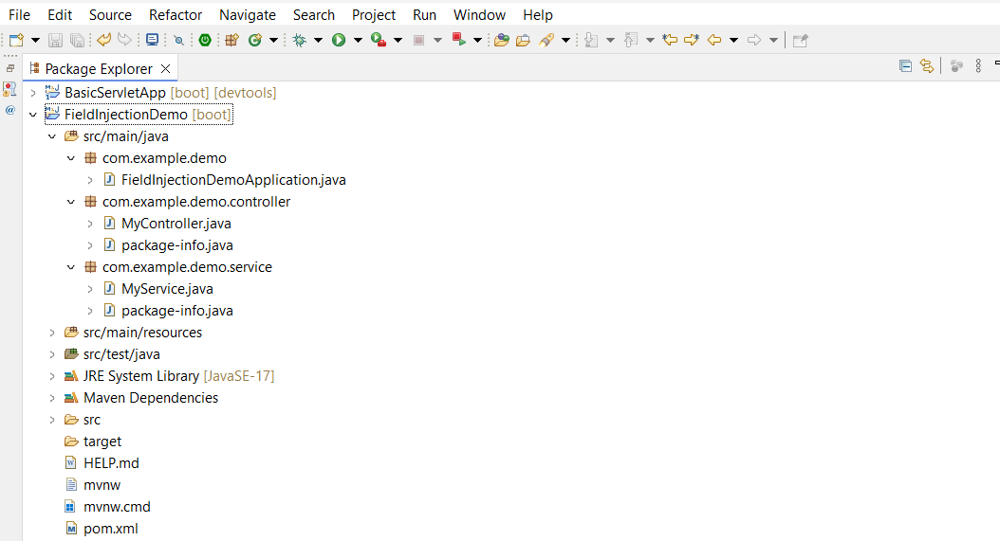 File Edit Source Refactor Navigate Search Project Run Window Help
Package Explorer
BasicServletApp [boot] [devtools]
FieldInjectionDemo [boot]
src/main/java
com.example.demo
FieldInjectionDemoApplication.java
com.example.demo.controller
MyController.java
package-info.java
com.example.demo.service
MyService.java
package-info.java
src/main/resources
src/test/java
JRE System Library [JavaSE-17]
Maven Dependencies
src
target
HELP.md
mvnw
mvnw.cmd
pom.xml